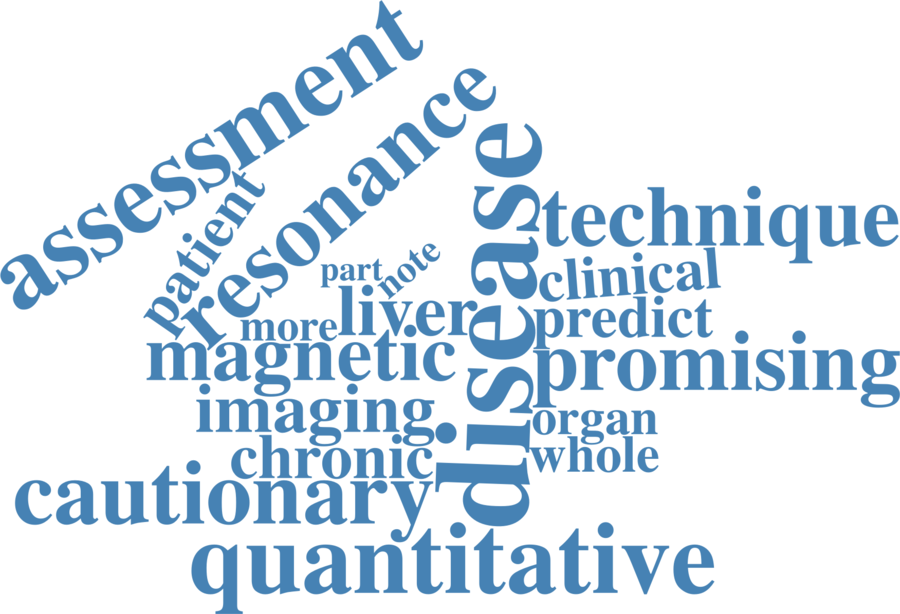 assessment
resonance
patient
disease
technique
part
note
clinical
liver
predict
more
magnetic
promising
imaging
organ
chronic
whole
cautionary
quantitative